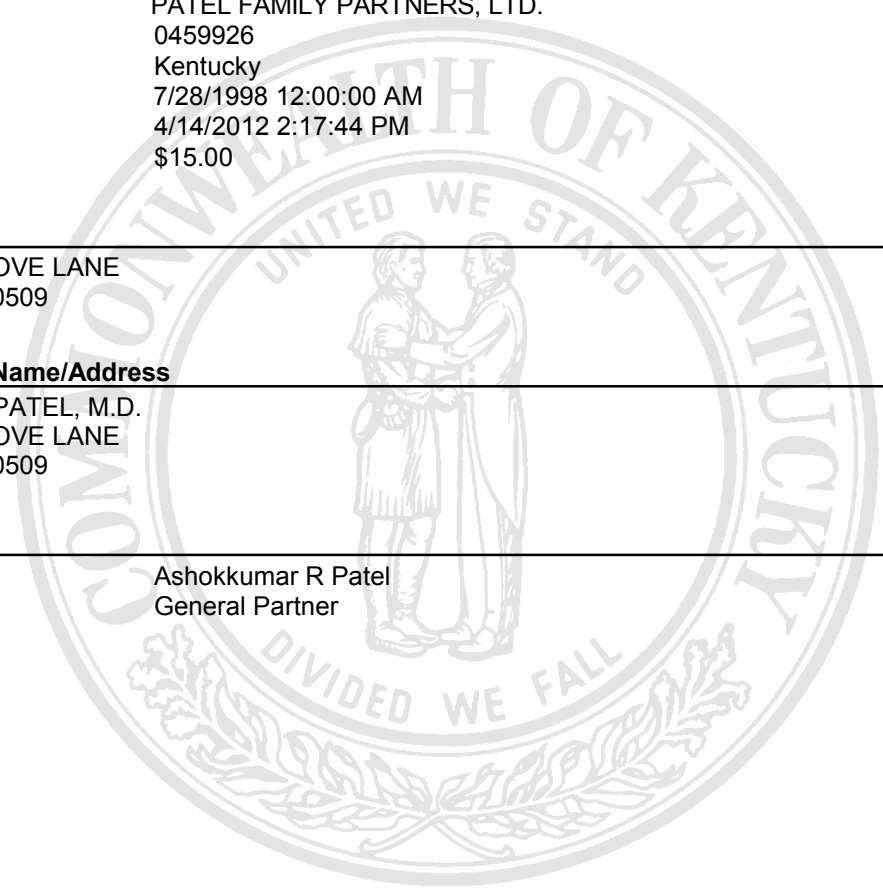 PATEL FAMILY PARTNERS, LTD.
0459926
Kentucky
7/28/1998 12:00:00 AM
4/14/2012 2:17:44 PM
$15.00
OVE LANE
0509
Name/Address
PATEL, M.D.
OVE LANE
0509
Ashokkumar R Patel
General Partner
COMMONWEALTH OF KENTUCKY
UNITED WE STAND
DIVIDED WE FALL